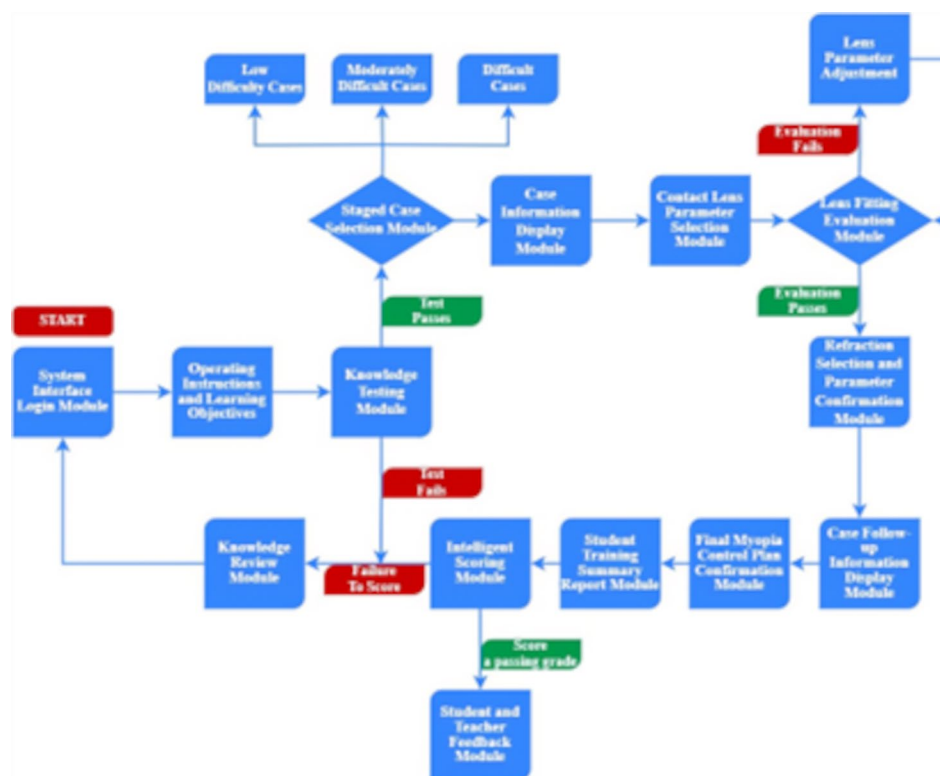 Lens
Parameter
Adjustment
Low
Difficulty Cases
Moderately
Difficult Cases
Difficult
Cases
Evaluation
Fails
Staged Case
Selection Module
Case
Information
Display
Module
Contact Lens
Parameter
Selection
Module
Lens Fitting
Evaluation
Module
Test
Passes
Evaluation
Passes
START
System
Interface
Login Module
Operating
Instructions
and Learning
Objectives
Knowledge
Testing
Module
Refraction
Selection and
Parameter
Confirmation
Module
Test
Fails
Knowledge
Review
Module
Failure
To Score
Intelligent
Scoring
Module
Student
Training
Summary
Report Module
Final Myopia
Control Plan
Confirmation
Module
Case Follow-
up
Information
Display
Module
Score
a passing grade
Student and
Teacher
Feedback
Module